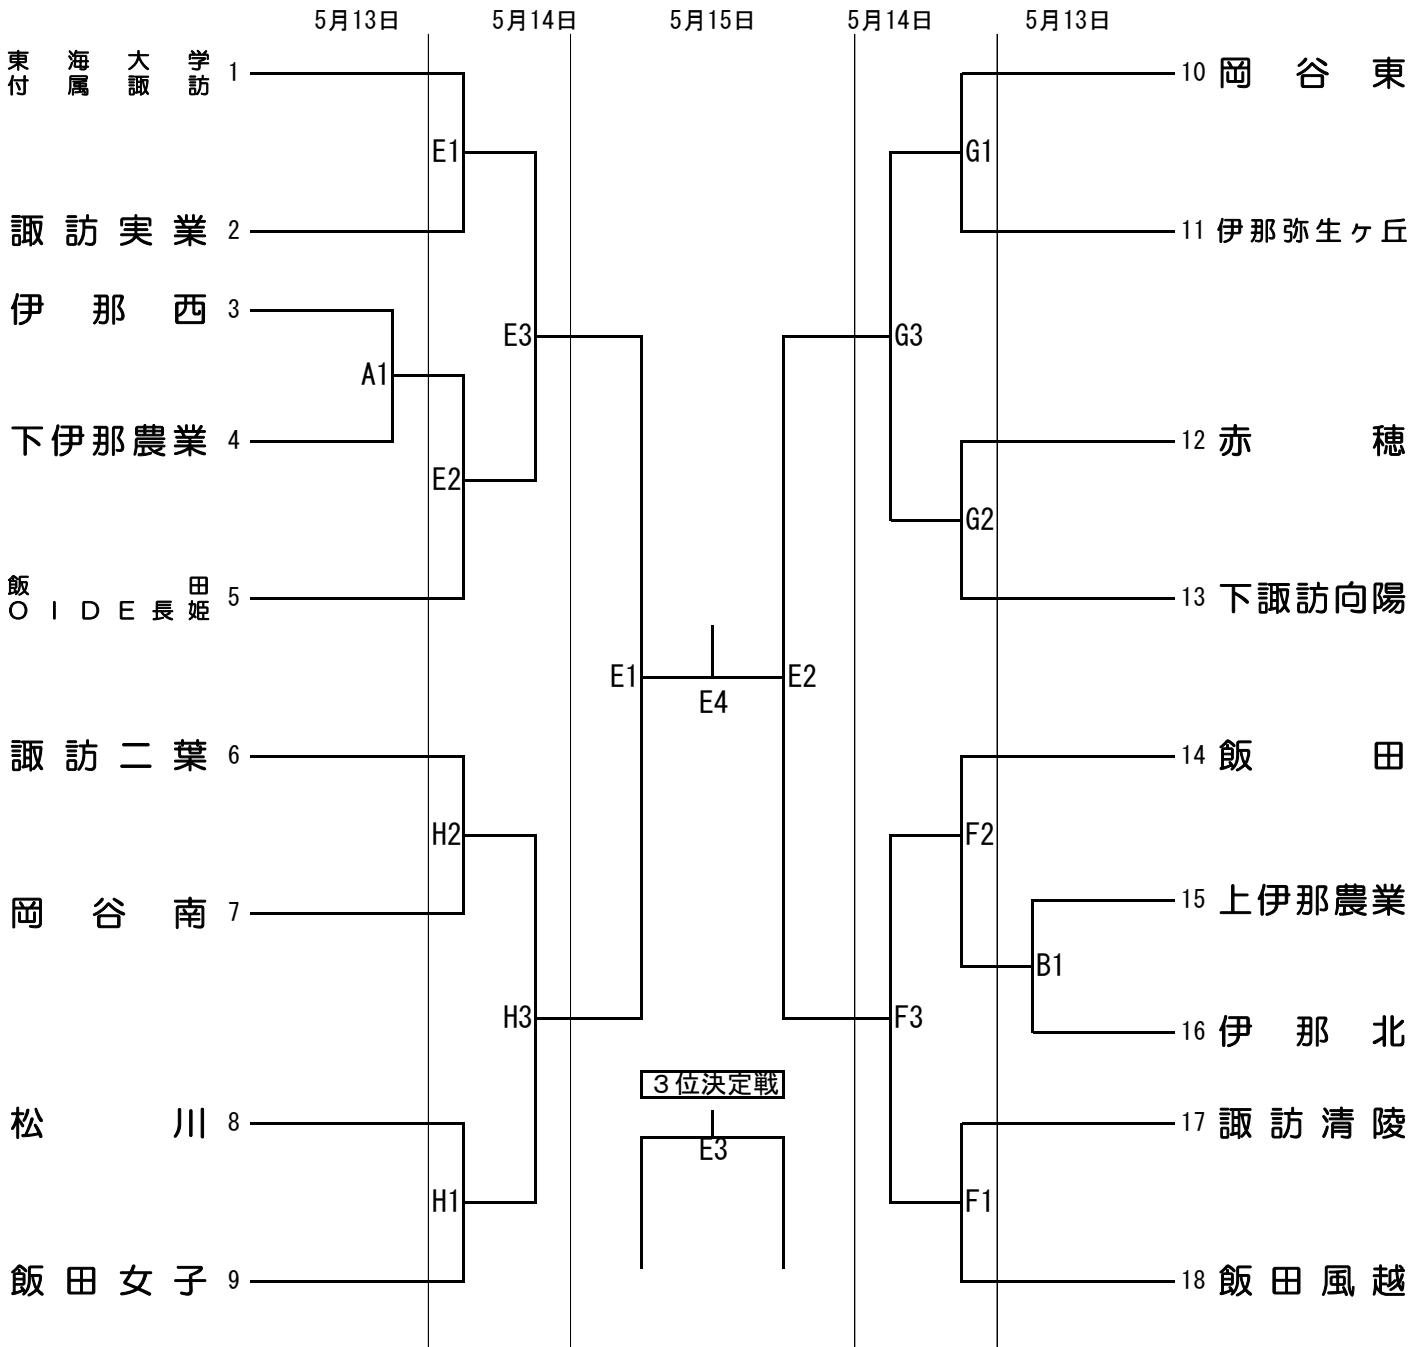 5月13日 5月14日 5月15日 5月14日 5月13日
東海大学
付属諏訪 1
E1
諏訪実業 2
伊那西 3
A1
E3
下伊那農業 4
E2
飯田
OIDE長姫 5
E1
諏訪二葉 6
H2
岡谷南 7
H3
松川 8
H1
飯田女子 9
E4
3位決定戦
E3
10 岡谷東
G1
11 伊那弥生ヶ丘
G3
12 赤穂
G2
13 下諏訪向陽
E2
14 飯田
F2
15 上伊那農業
B1
16 伊那北
F3
17 諏訪清陵
F1
18 飯田風越